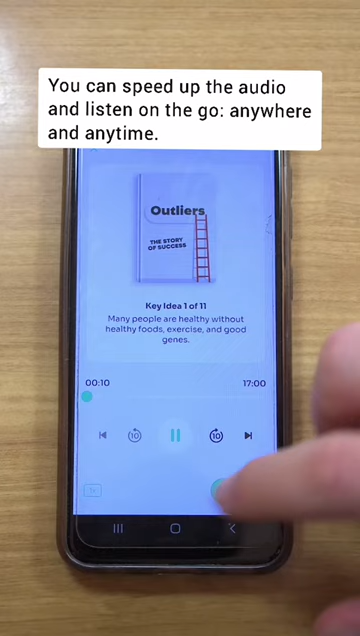 You can speed up the audio
and listen on the go: anywhere
and anytime.
Outliers
THE STORY
OF SUCCESS
Key Idea 1 of 11
Many people are healthy without
healthy foods, exercise, and good
genes.
00:10
17:00
10
10